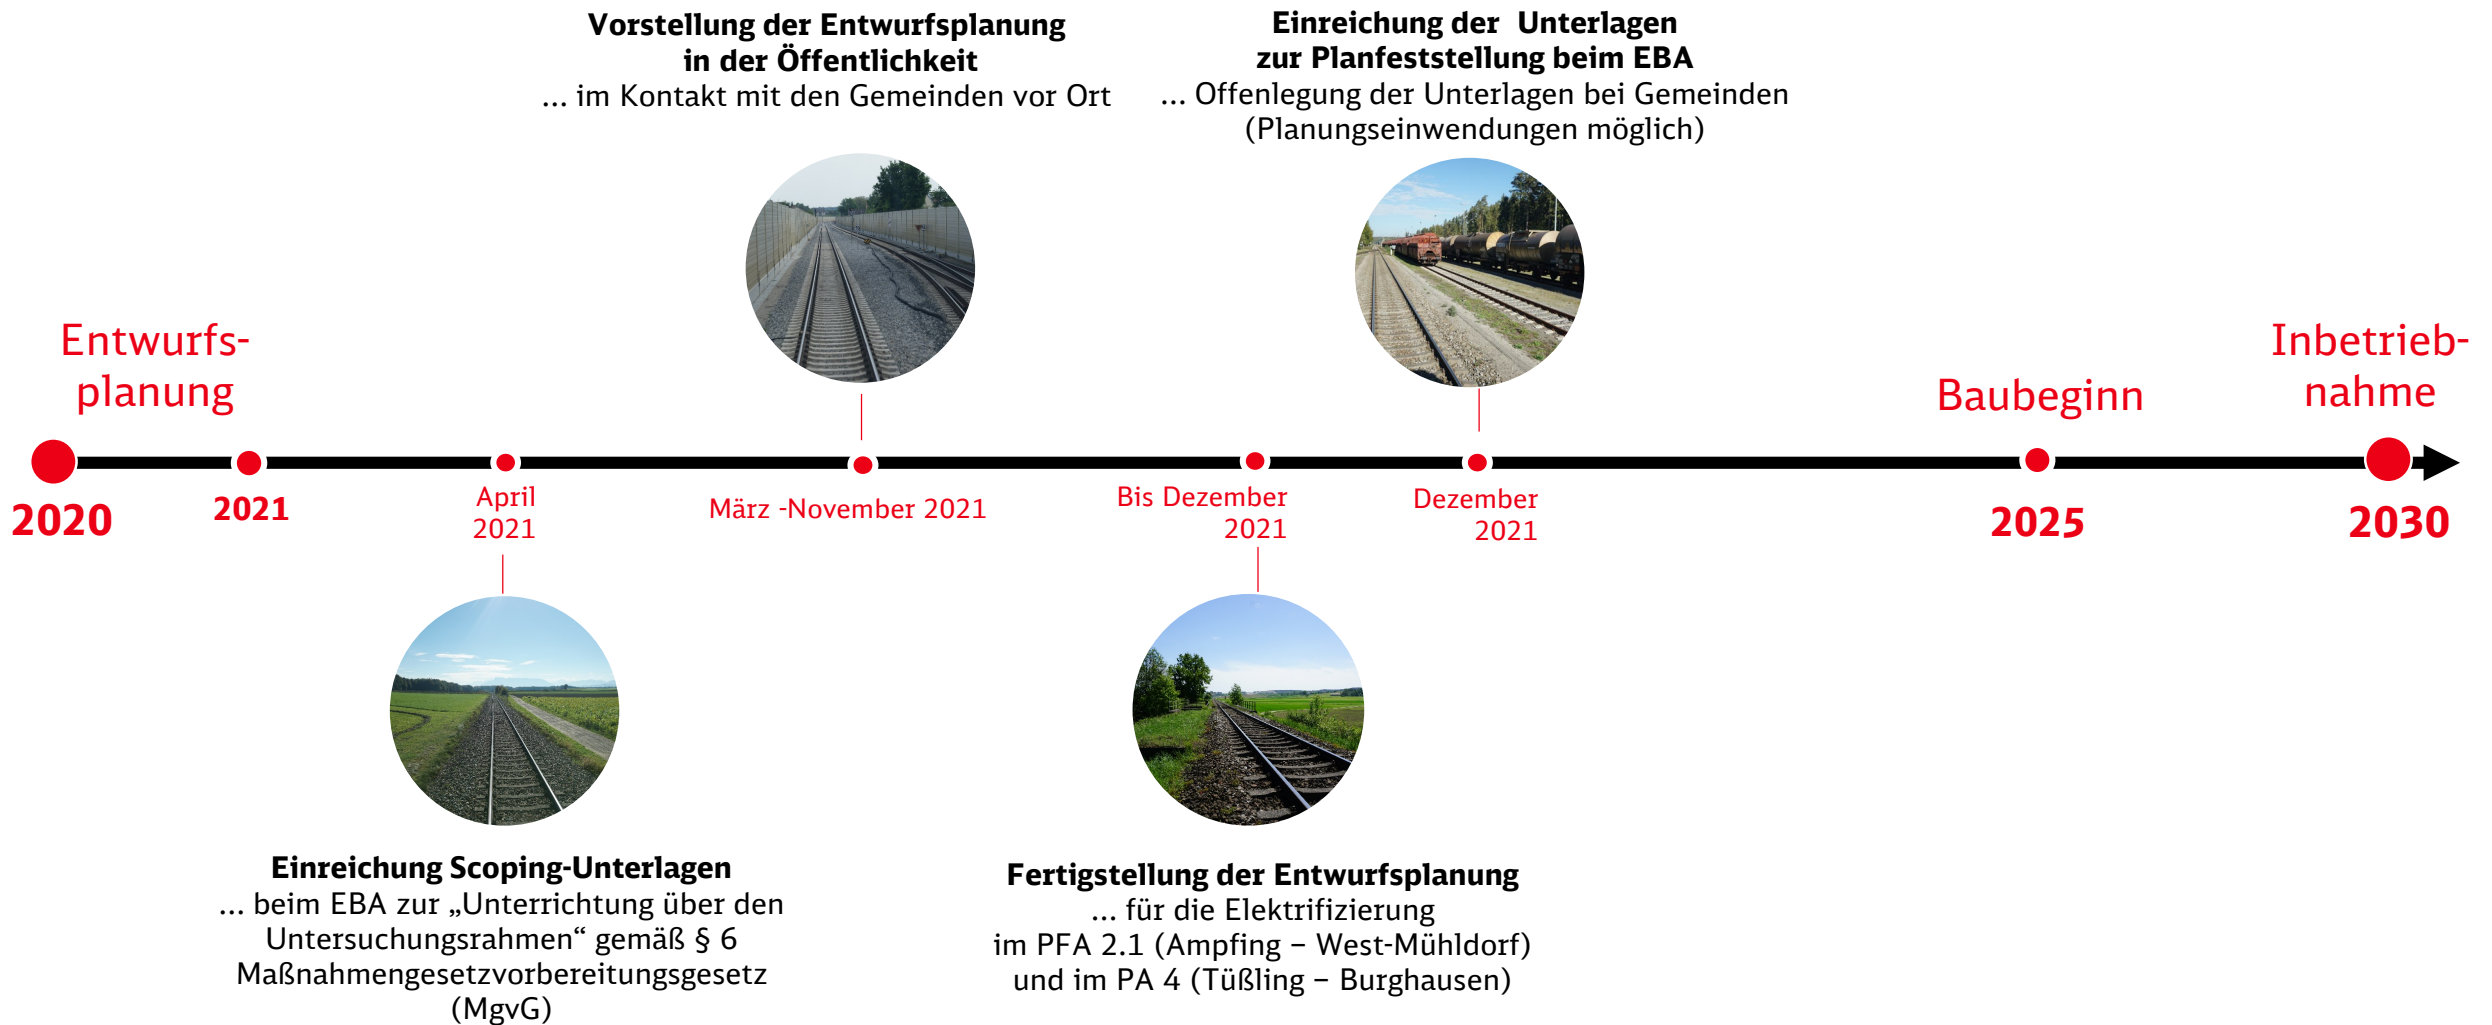 Vorstellung der Entwurfsplanung
in der Öffentlichkeit
... im Kontakt mit den Gemeinden vor Ort
Einreichung der  Unterlagen
zur Planfeststellung beim EBA
... Offenlegung der Unterlagen bei Gemeinden
(Planungseinwendungen möglich)
Entwurfs-
planung
Baubeginn
Inbetrieb-
nahme
2020
2021
April
2021
März -November 2021
Bis Dezember
2021
Dezember
2021
2025
2030
Einreichung Scoping-Unterlagen
... beim EBA zur „Unterrichtung über den
Untersuchungsrahmen“ gemäß § 6
Maßnahmengesetzvorbereitungsgesetz
(MgvG)
Fertigstellung der Entwurfsplanung
... für die Elektrifizierung
im PFA 2.1 (Ampfing – West-Mühldorf)
und im PA 4 (Tüßling – Burghausen)